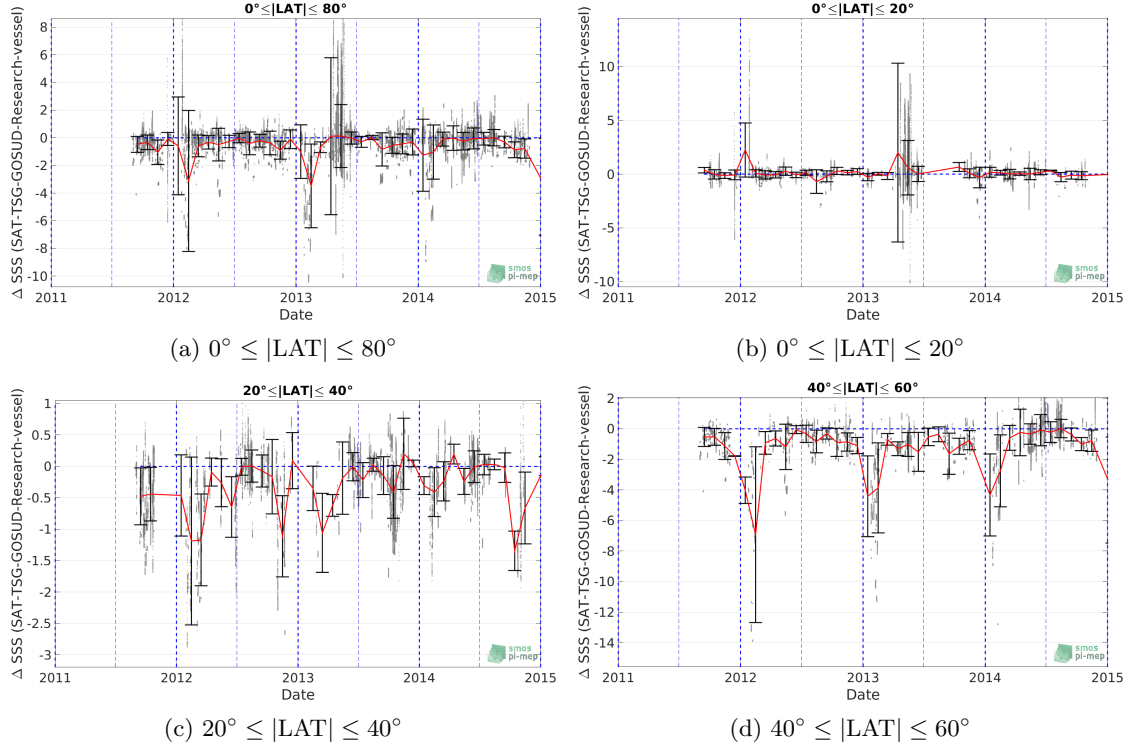 0°≤|LAT|≤ 80°
Δ SSS (SAT-TSG-GOSUD-Research-vessel)
8
6
4
2
0
-2
-4
-6
-8
-10
2011
2012
2013
2014
2015
Date
smos
pi-mep
(a) 0° ≤ |LAT| ≤ 80°
0°≤|LAT|≤ 20°
Δ SSS (SAT-TSG-GOSUD-Research-vessel)
10
5
0
-5
-10
2011
2012
2013
2014
2015
Date
smos
pi-mep
(b) 0° ≤ |LAT| ≤ 20°
20°≤|LAT|≤ 40°
Δ SSS (SAT-TSG-GOSUD-Research-vessel)
1
0.5
0
-0.5
-1
-1.5
-2
-2.5
-3
2011
2012
2013
2014
2015
Date
smos
pi-mep
(c) 20° ≤ |LAT| ≤ 40°
40°≤|LAT|≤ 60°
Δ SSS (SAT-TSG-GOSUD-Research-vessel)
2
0
-2
-4
-6
-8
-10
-12
-14
2011
2012
2013
2014
2015
Date
smos
pi-mep
(d) 40° ≤ |LAT| ≤ 60°